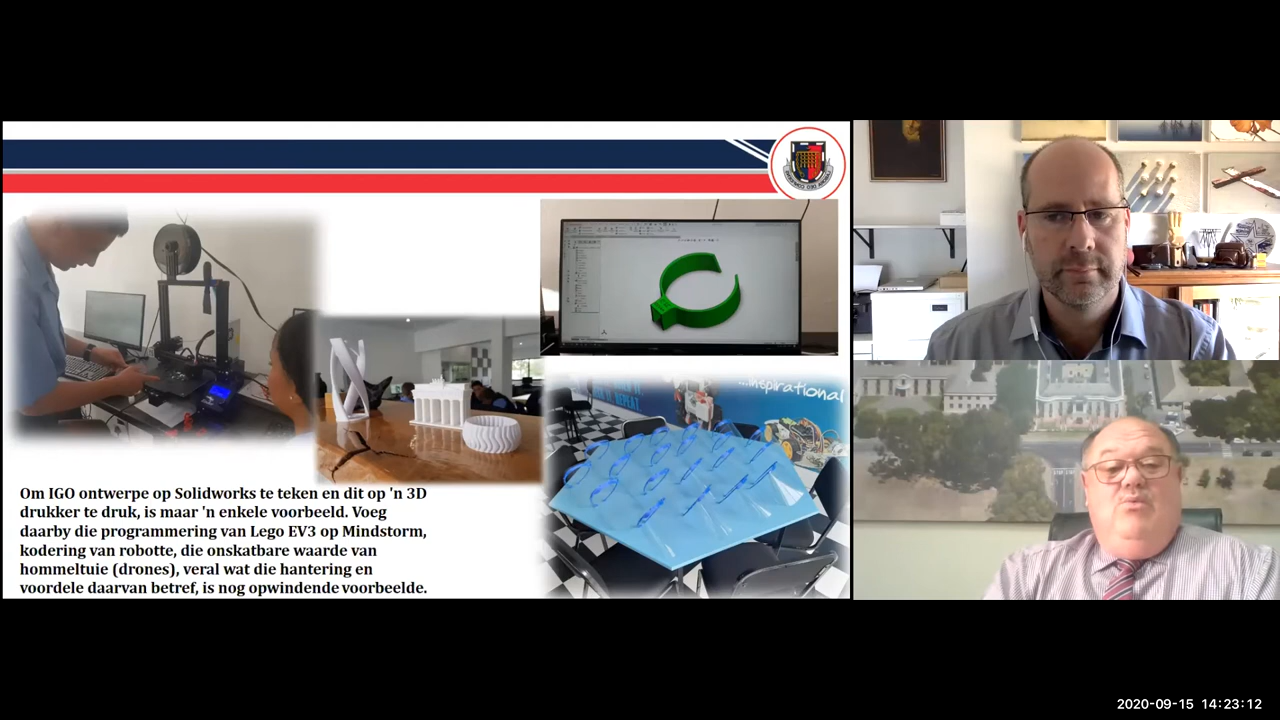 ...inspirational
Om IGO ontwerpe op Solidworks te teken en dit op 'n 3D
drukker te druk, is maar 'n enkele voorbeeld. Voeg
daarby die programmering van Lego EV3 op Mindstorm,
kodering van robotte, die onskatbare waarde van
hommeltuie (drones), veral wat die hantering en
voordele daarvan betref, is nog opwindende voorbeelde.
2020-09-15 14:23:12